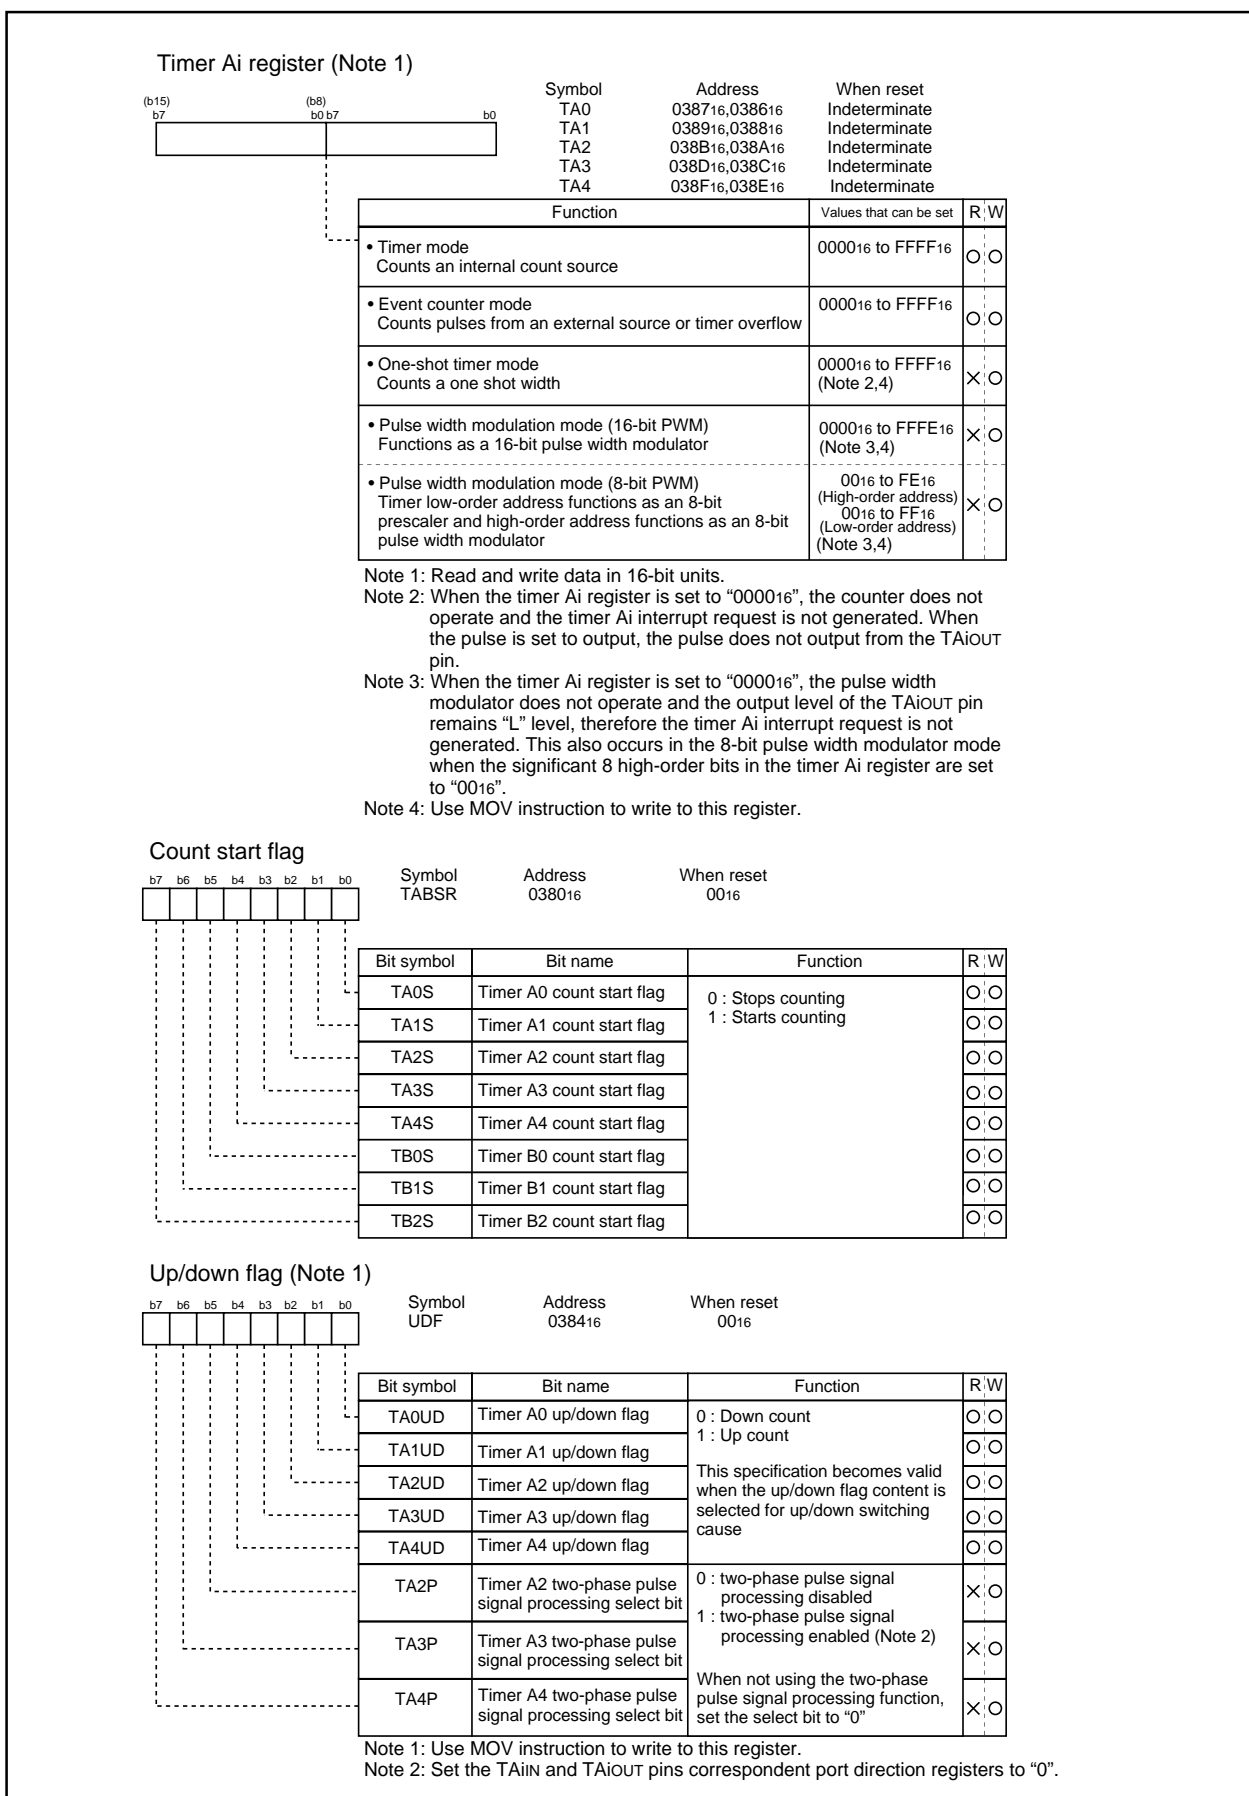 Timer Ai register (Note 1)
Symbol Address When reset
(b15) (b8)
b7 b0 b7 b0
TA0 038716,038616 Indeterminate
TA1 038916,038816 Indeterminate
TA2 038B16,038A16 Indeterminate
TA3 038D16,038C16 Indeterminate
TA4 038F16,038E16 Indeterminate
Function Values that can be set R W
• Timer mode
Counts an internal count source
000016 to FFFF16
• Event counter mode
Counts pulses from an external source or timer overflow
000016 to FFFF16
• One-shot timer mode
Counts a one shot width
000016 to FFFF16
(Note 2,4)
• Pulse width modulation mode (16-bit PWM)
Functions as a 16-bit pulse width modulator
000016 to FFFE16
(Note 3,4)
• Pulse width modulation mode (8-bit PWM)
Timer low-order address functions as an 8-bit
prescaler and high-order address functions as an 8-bit
pulse width modulator
0016 to FE16
(High-order address)
0016 to FF16
(Low-order address)
(Note 3,4)
Note 1: Read and write data in 16-bit units.
Note 2: When the timer Ai register is set to “000016”, the counter does not
operate and the timer Ai interrupt request is not generated. When
the pulse is set to output, the pulse does not output from the TAiOUT
pin.
Note 3: When the timer Ai register is set to “000016”, the pulse width
modulator does not operate and the output level of the TAiOUT pin
remains “L” level, therefore the timer Ai interrupt request is not
generated. This also occurs in the 8-bit pulse width modulator mode
when the significant 8 high-order bits in the timer Ai register are set
to “0016”.
Note 4: Use MOV instruction to write to this register.
Count start flag
b7 b6 b5 b4 b3 b2 b1 b0
Symbol Address When reset
TABSR 038016 0016
Bit symbol Bit name Function R W
TA0S Timer A0 count start flag
0 : Stops counting
1 : Starts counting
TA1S Timer A1 count start flag
TA2S Timer A2 count start flag
TA3S Timer A3 count start flag
TA4S Timer A4 count start flag
TB0S Timer B0 count start flag
TB1S Timer B1 count start flag
TB2S Timer B2 count start flag
Up/down flag (Note 1)
b7 b6 b5 b4 b3 b2 b1 b0
Symbol Address When reset
UDF 038416 0016
Bit symbol Bit name Function R W
TA0UD Timer A0 up/down flag
0 : Down count
1 : Up count
TA1UD Timer A1 up/down flag
This specification becomes valid
when the up/down flag content is
selected for up/down switching
cause
TA2UD Timer A2 up/down flag
TA3UD Timer A3 up/down flag
TA4UD Timer A4 up/down flag
TA2P Timer A2 two-phase pulse
signal processing select bit
0 : two-phase pulse signal
processing disabled
1 : two-phase pulse signal
processing enabled (Note 2)
TA3P Timer A3 two-phase pulse
signal processing select bit
When not using the two-phase
pulse signal processing function,
set the select bit to “0”
TA4P Timer A4 two-phase pulse
signal processing select bit
Note 1: Use MOV instruction to write to this register.
Note 2: Set the TAiIN and TAiOUT pins correspondent port direction registers to “0”.